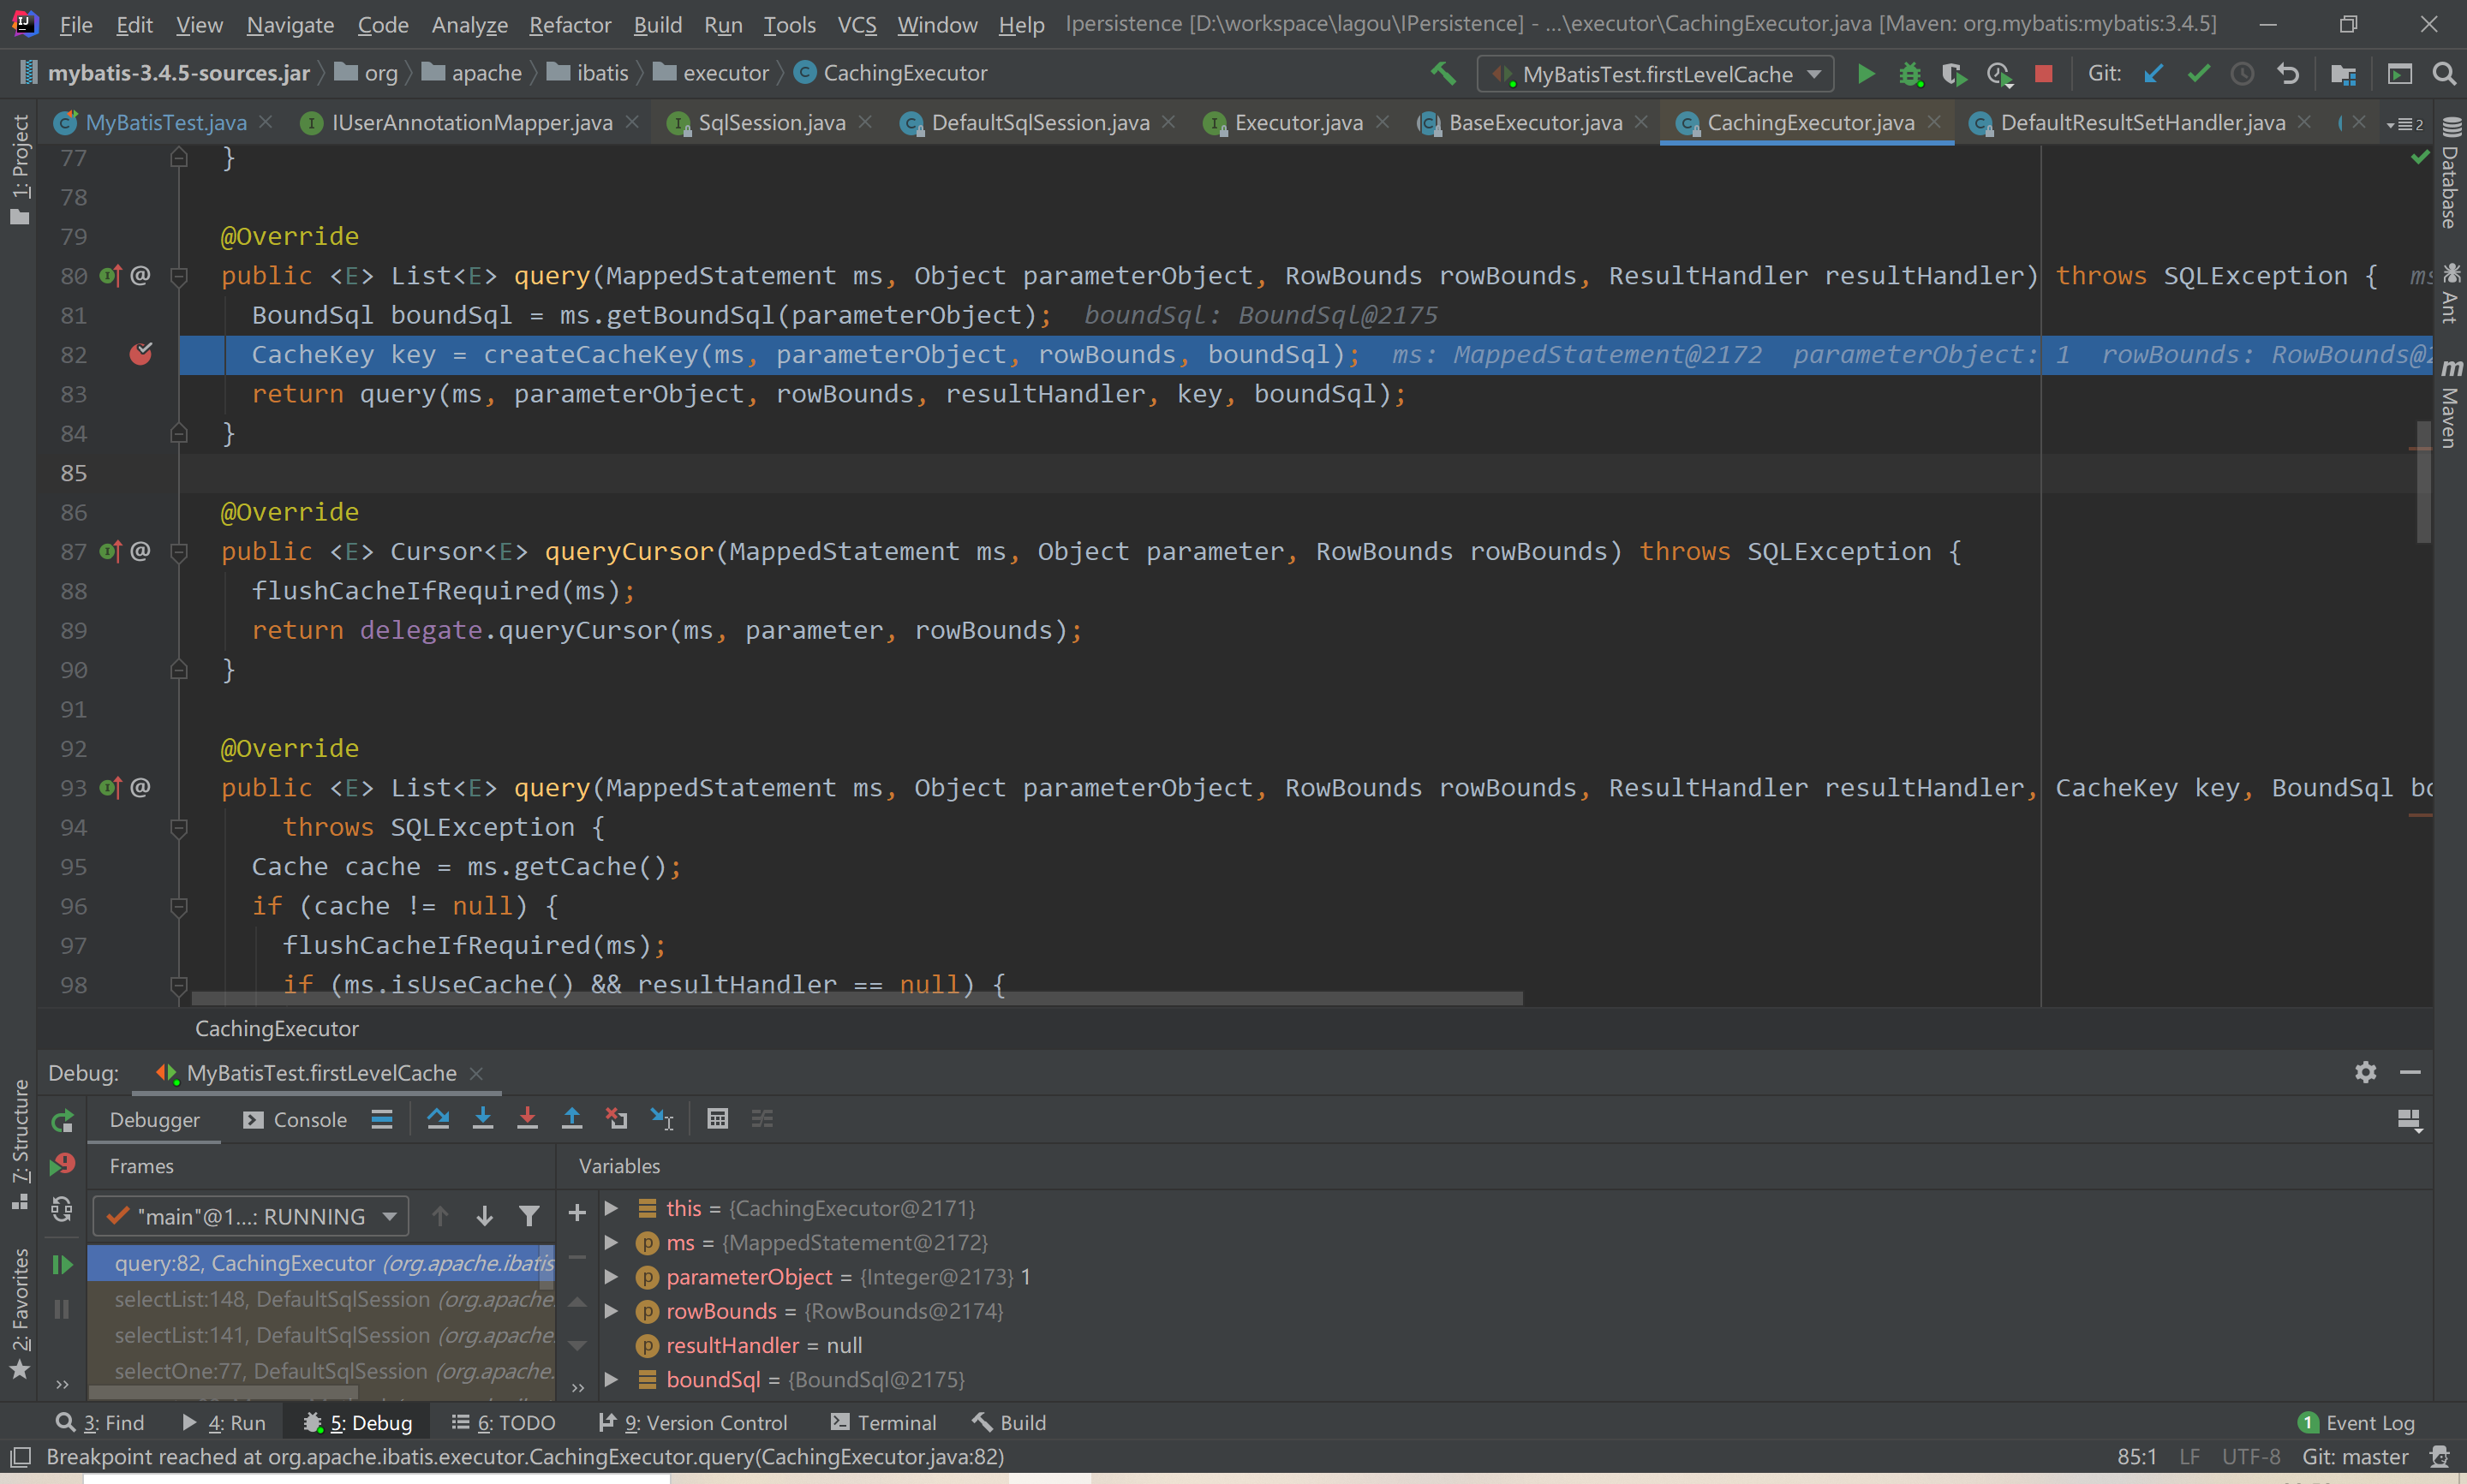 File Edit View Navigate Code Analyze Refactor Build Run Tools VCS Window Help Ipersistence [D:\workspace\lagou\IPersistence] - ...\executor\CachingExecutor.java [Maven: org.mybatis:mybatis:3.4.5]
mybatis-3.4.5-sources.jar org apache ibatis executor CachingExecutor MyBatisTest.firstLevelCache Git:
MyBatisTest.java IUserAnnotationMapper.java SqlSession.java DefaultSqlSession.java Executor.java BaseExecutor.java CachingExecutor.java DefaultResultSetHandler.java 2
1: Project
7: Structure
2: Favorites
Database
Ant
Maven
77 }
78
79 @Override
80 public <E> List<E> query(MappedStatement ms, Object parameterObject, RowBounds rowBounds, ResultHandler resultHandler) throws SQLException { ms
81 BoundSql boundSql = ms.getBoundSql(parameterObject); boundSql: BoundSql@2175
82 CacheKey key = createCacheKey(ms, parameterObject, rowBounds, boundSql); ms: MappedStatement@2172 parameterObject: 1 rowBounds: RowBounds@2
83 return query(ms, parameterObject, rowBounds, resultHandler, key, boundSql);
84 }
85
86 @Override
87 public <E> Cursor<E> queryCursor(MappedStatement ms, Object parameter, RowBounds rowBounds) throws SQLException {
88 flushCacheIfRequired(ms);
89 return delegate.queryCursor(ms, parameter, rowBounds);
90 }
91
92 @Override
93 public <E> List<E> query(MappedStatement ms, Object parameterObject, RowBounds rowBounds, ResultHandler resultHandler, CacheKey key, BoundSql bo
94 throws SQLException {
95 Cache cache = ms.getCache();
96 if (cache != null) {
97 flushCacheIfRequired(ms);
98 if (ms.isUseCache() && resultHandler == null) {
CachingExecutor
Debug: MyBatisTest.firstLevelCache
Debugger Console
Frames
Variables
"main"@1...: RUNNING
query:82, CachingExecutor (org.apache.ibatis
selectList:148, DefaultSqlSession (org.apache.
selectList:141, DefaultSqlSession (org.apache.
selectOne:77, DefaultSqlSession (org.apache.
this = {CachingExecutor@2171}
ms = {MappedStatement@2172}
parameterObject = {Integer@2173} 1
rowBounds = {RowBounds@2174}
resultHandler = null
boundSql = {BoundSql@2175}
3: Find 4: Run 5: Debug 6: TODO 9: Version Control Terminal Build 1 Event Log
Breakpoint reached at org.apache.ibatis.executor.CachingExecutor.query(CachingExecutor.java:82) 85:1 LF UTF-8 Git: master